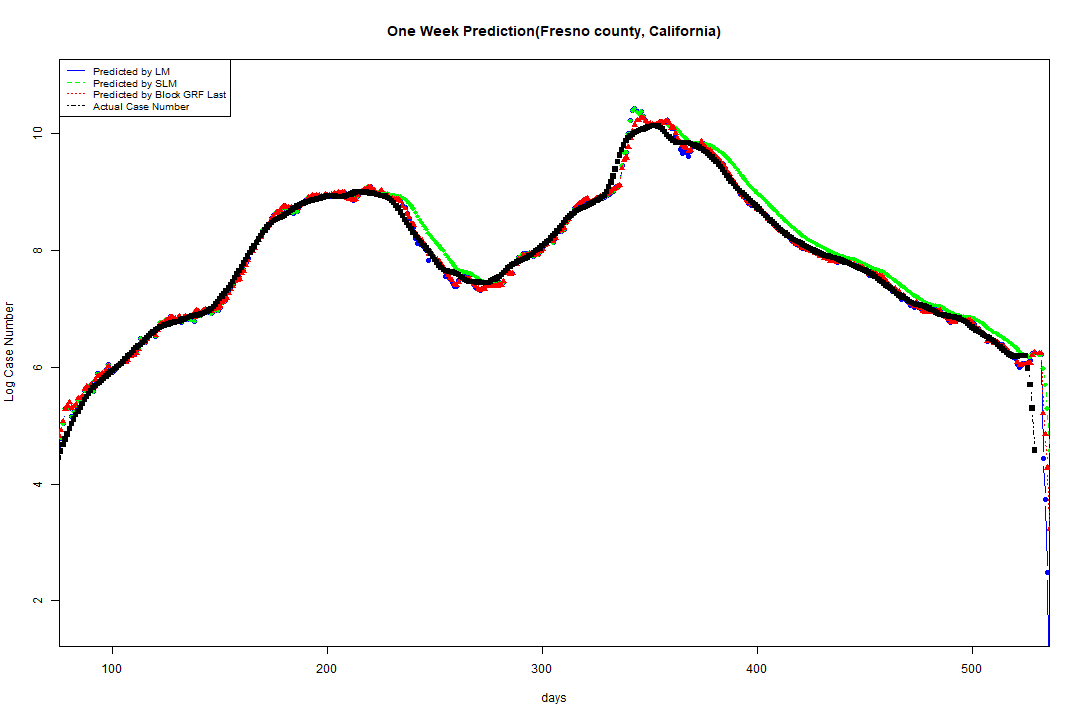 One Week Prediction(Fresno county, California)
Predicted by LM
Predicted by SLM
Predicted by Block GRF Last
Actual Case Number
10
8
6
4
2
Log Case Number
100 200 300 400 500
days